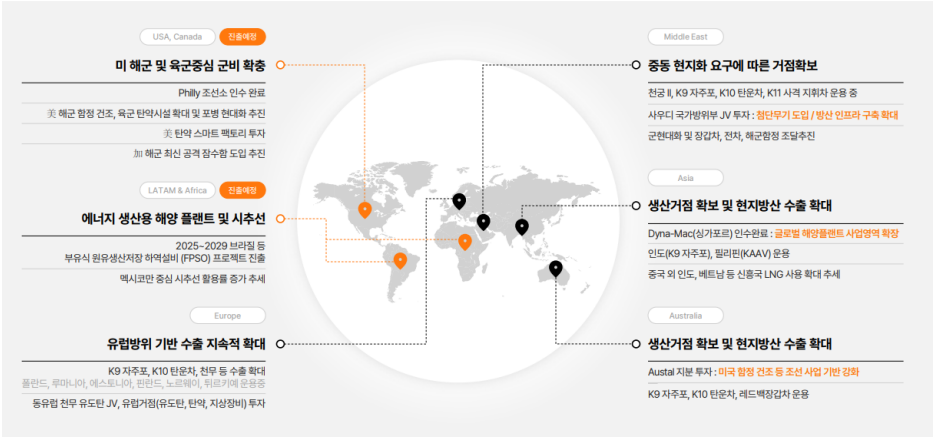 USA, Canada
진출예정
미 해군 및 육군중심 군비 확충
Philly 조선소 인수 완료
美 해군 함정 건조, 육군 탄약시설 확대 및 포병 현대화 추진
美 탄약 스마트 팩토리 투자
加 해군 최신 공격 잠수함 도입 추진
LATAM & Africa
진출예정
에너지 생산용 해양 플랜트 및 시추선
2025~2029 브라질 등
부유식 원유생산저장 하역설비 (FPSO) 프로젝트 진출
멕시코만 중심 시추선 활용률 증가 추세
Europe
유럽방위 기반 수출 지속적 확대
K9 자주포, K10 탄운차, 천무 등 수출 확대
폴란드, 루마니아, 에스토니아, 핀란드, 노르웨이, 튀르키예 운용중
동유럽 천무 유도탄 JV, 유럽거점(유도탄, 탄약, 지상장비) 투자
Middle East
중동 현지화 요구에 따른 거점확보
천궁 II, K9 자주포, K10 탄운차, K11 사격 지휘차 운용 중
사우디 국가방위부 JV 투자 : 첨단무기 도입 / 방산 인프라 구축 확대
군현대화 및 장갑차, 전차, 해군함정 조달추진
Asia
생산거점 확보 및 현지방산 수출 확대
Dyna-Mac(싱가포르) 인수완료 : 글로벌 해양플랜트 사업영역 확장
인도(K9 자주포), 필리핀(KAAV) 운용
중국 외 인도, 베트남 등 신흥국 LNG 사용 확대 추세
Australia
생산거점 확보 및 현지방산 수출 확대
Austal 지분 투자 : 미국 함정 건조 등 조선 사업 기반 강화
K9 자주포, K10 탄운차, 레드백장갑차 운용